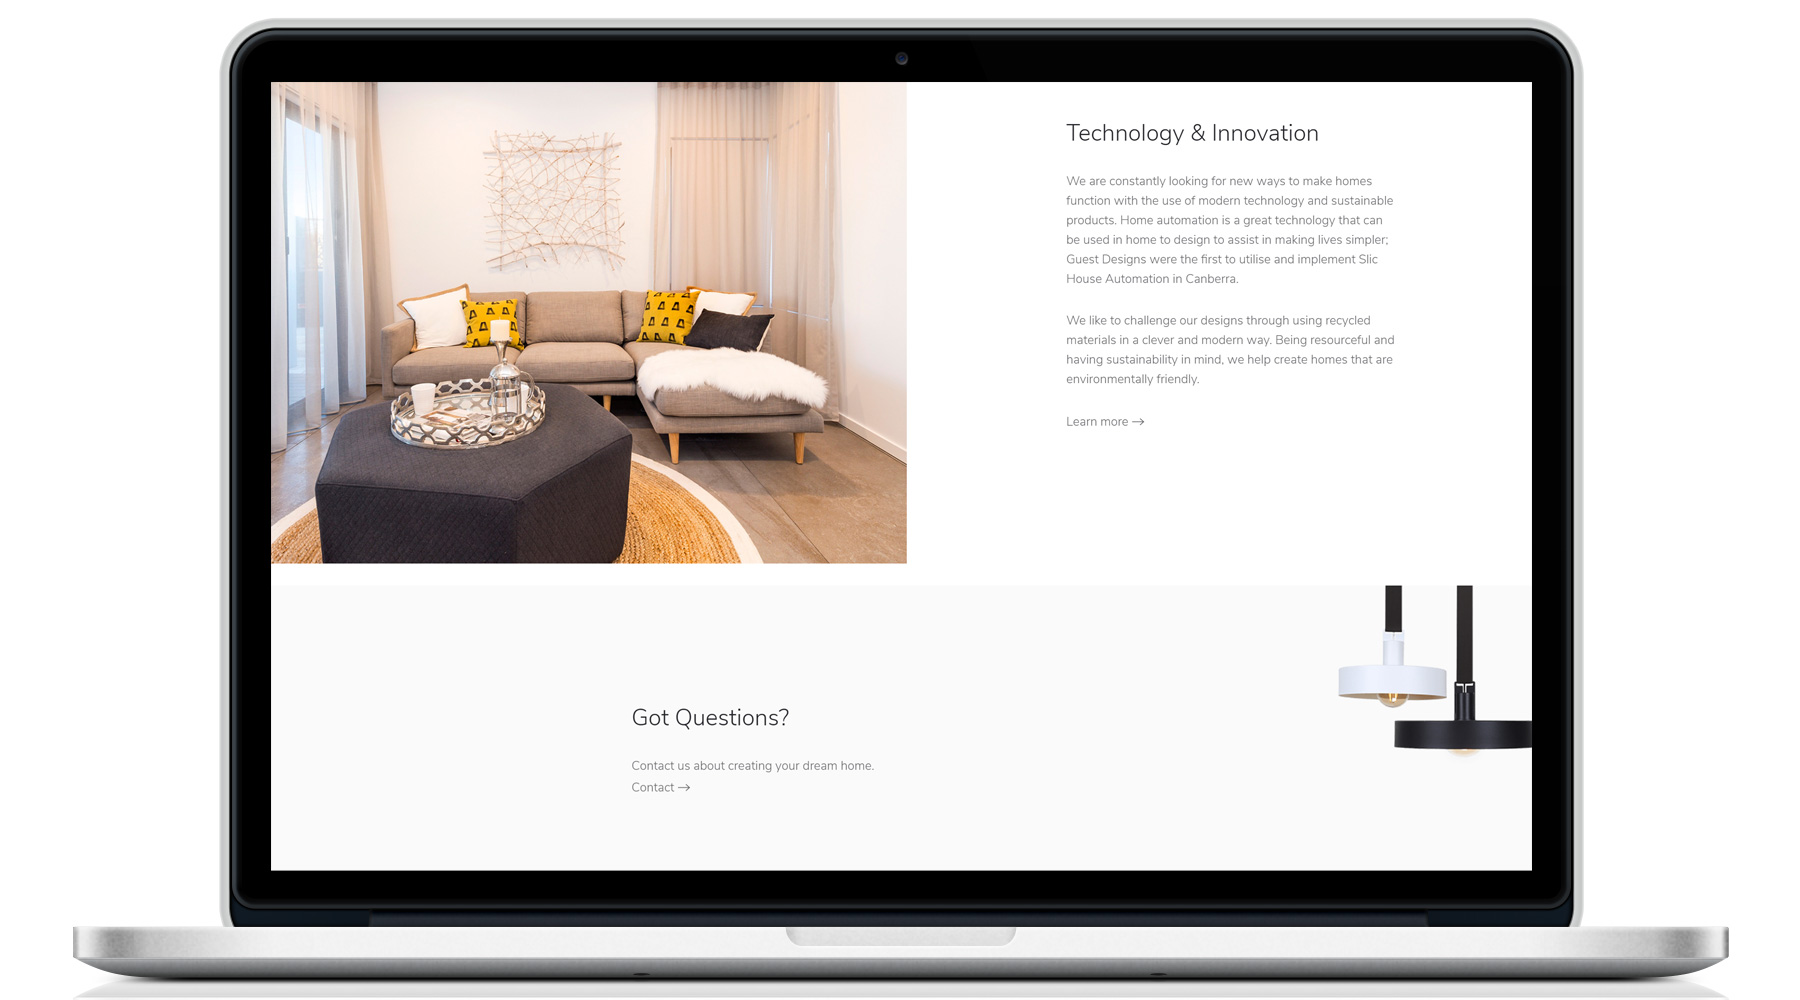 Technology & Innovation
We are constantly looking for new ways to make homes
function with the use of modern technology and sustainable
products. Home automation is a great technology that can
be used in home to design to assist in making lives simpler;
Guest Designs were the first to utilise and implement Slic
House Automation in Canberra.
We like to challenge our designs through using recycled
materials in a clever and modern way. Being resourceful and
having sustainability in mind, we help create homes that are
environmentally friendly.
Learn more →
Got Questions?
Contact us about creating your dream home.
Contact →